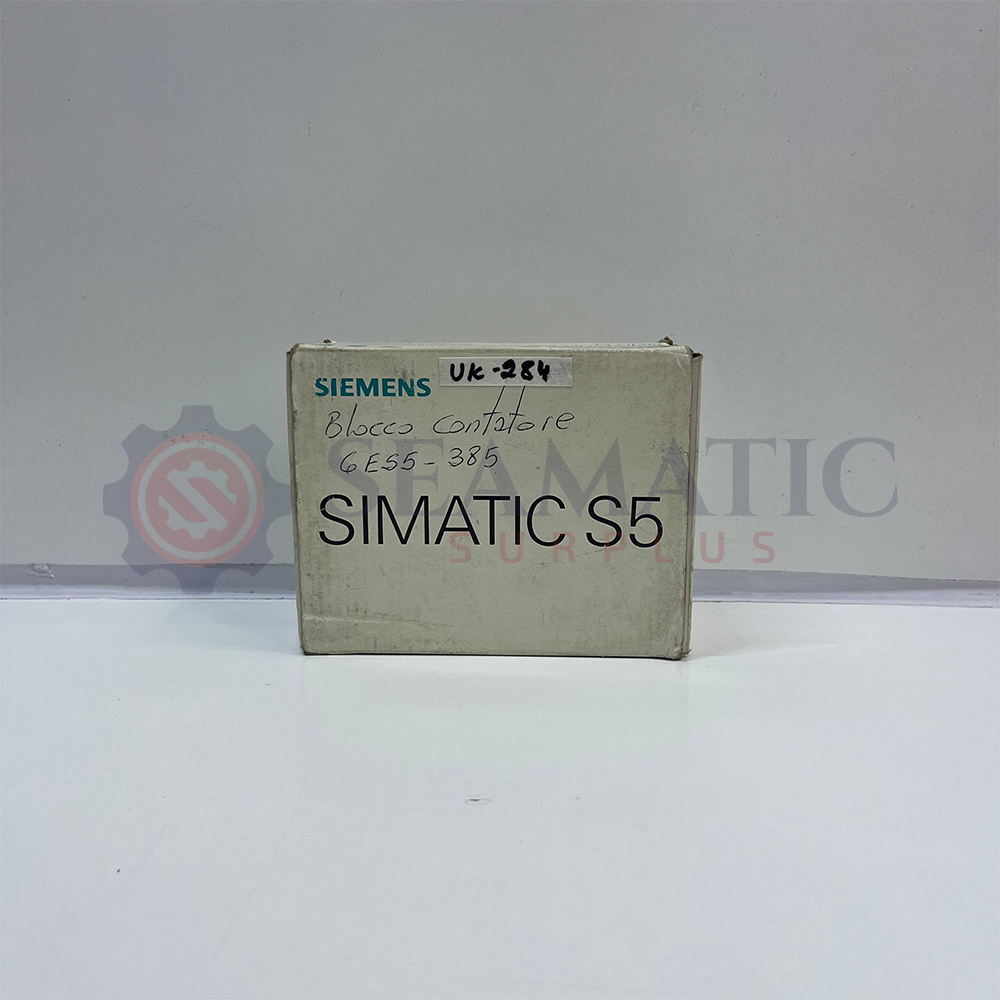 UK-284
SIEMENS
Blocco contatore
6ES5-385
SEAMATIC
SIMATIC S5
SURPLUS